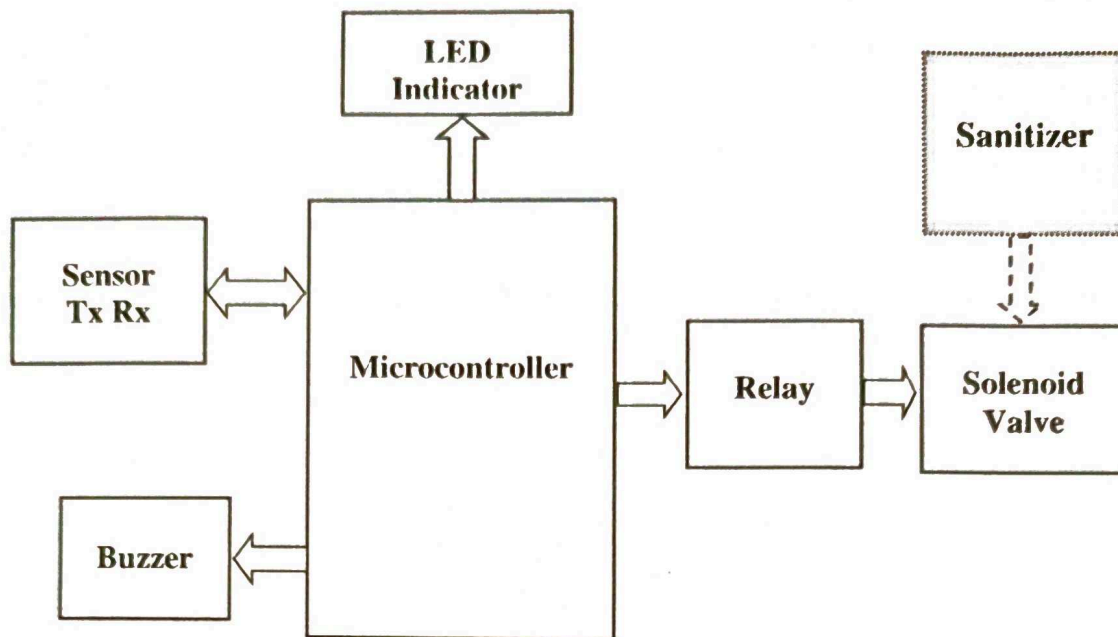 LED
Indicator
Sanitizer
Sensor
Tx Rx
Microcontroller
Relay
Solenoid
Valve
Buzzer